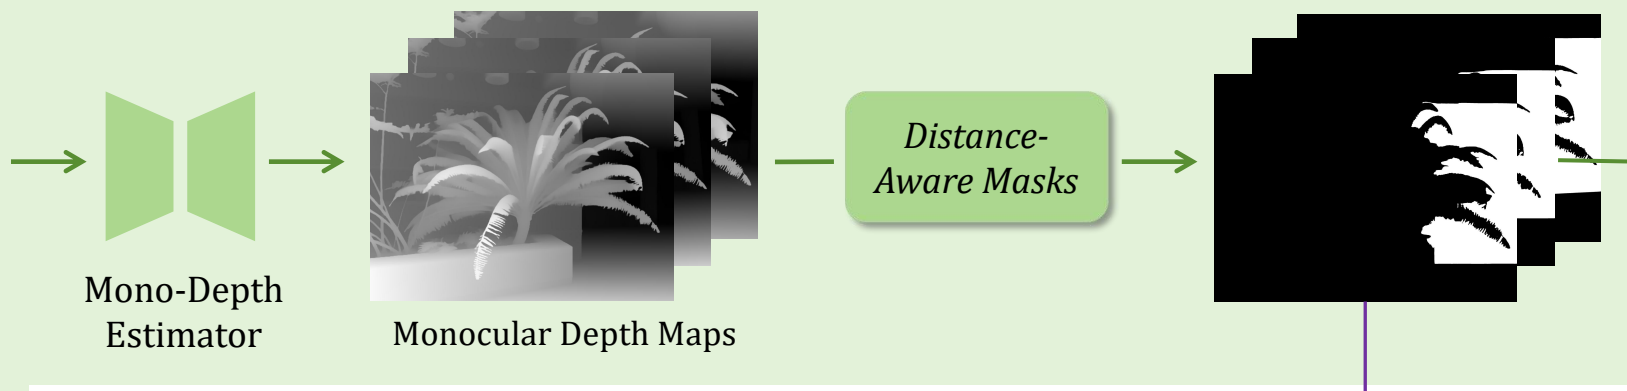 Distance-
Aware Masks
Mono-Depth
Estimator
Monocular Depth Maps